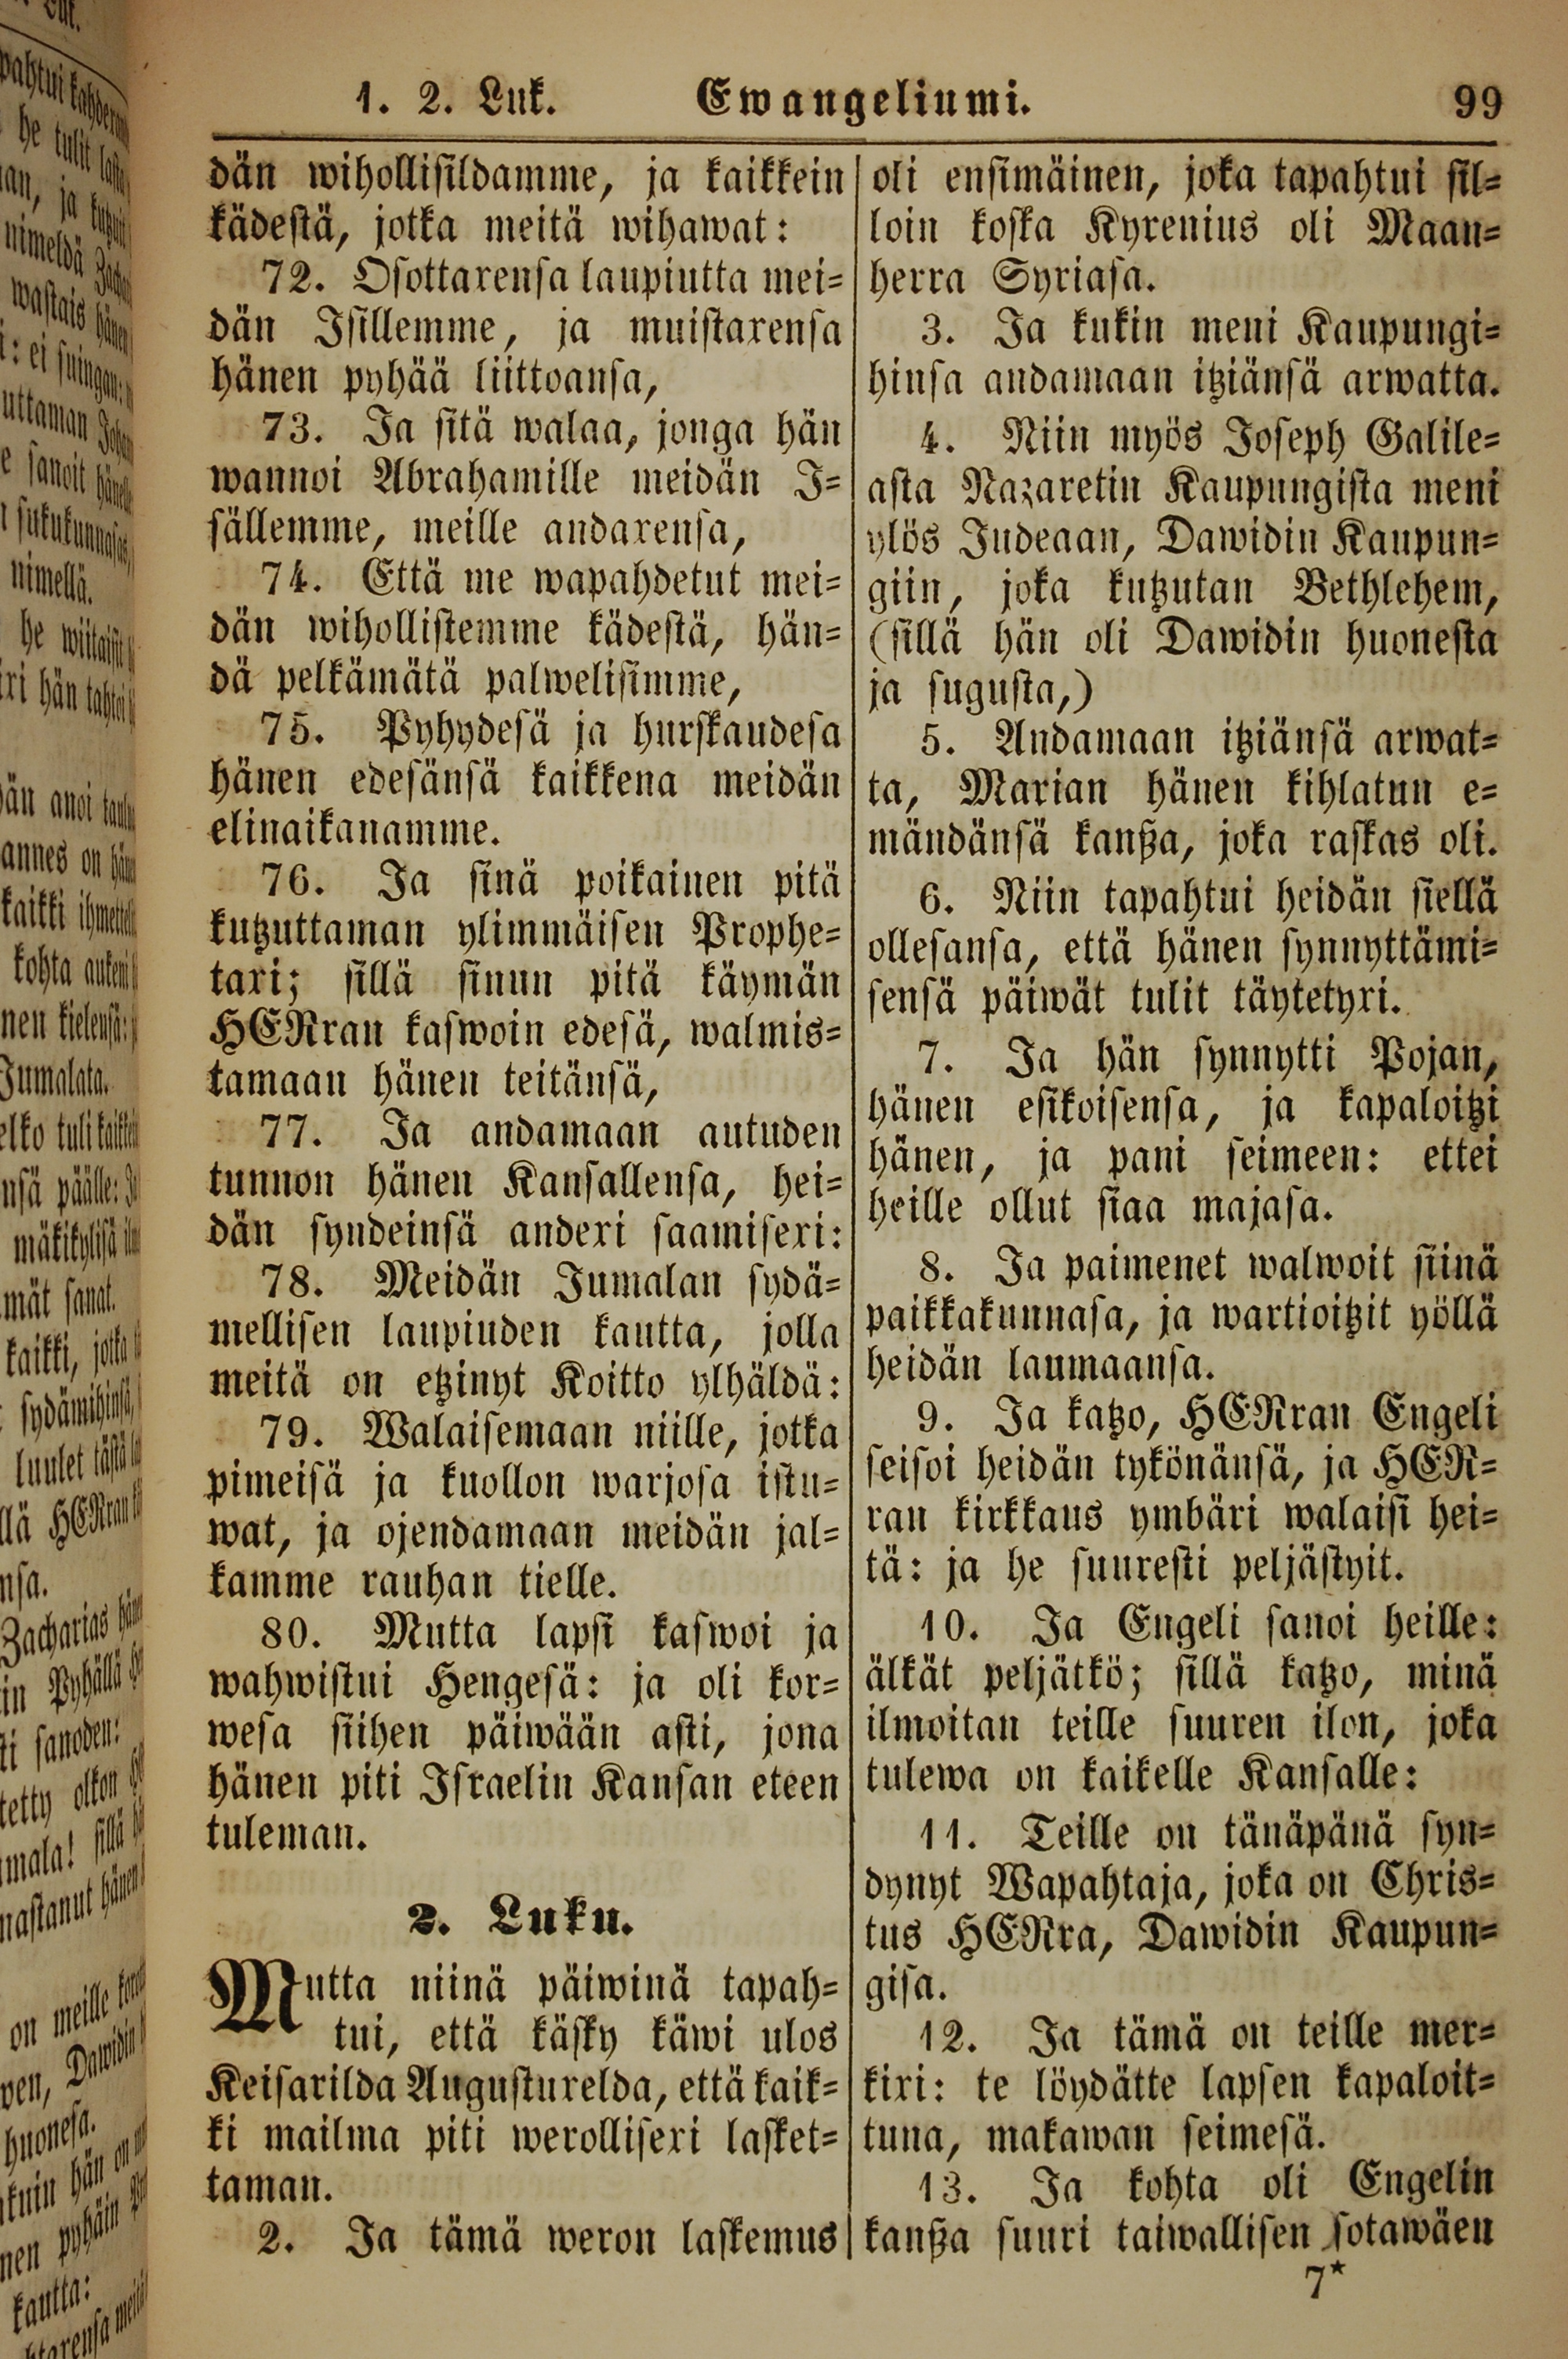 1. 2. Luk. Ewangeliumi. 99
dän wihollisildamme, ja kaikkein
kädestä, jotka meitä wihawat:
72. Osottaxensa laupiutta mei=
dän Isillemme, ja muistaxensa
hänen pyhää liittoansa,
73. Ja sitä walaa, jonga hän
wannoi Abrahamille meidän I=
sällemme, meille andaxensa,
74. Että me wapahdetut mei=
dän wihollistemme kädestä, hän=
dä pelkämätä palwelisimme,
75. Pyhydesä ja hurskaudesa
hänen edesänsä kaikkena meidän
elinaikanamme.
76. Ja sinä poikainen pitä
kutzuttaman ylimmäisen Prophe=
taxi; sillä sinun pitä käymän
HERran kaswoin edesä, walmis=
tamaan hänen teitänsä,
77. Ja andamaan autuden
tunnon hänen Kansallensa, hei=
dän syndeinsä andexi saamisexi:
78. Meidän Jumalan sydä=
mellisen laupiuden kautta, jolla
meitä on etzinyt Koitto ylhäldä:
79. Walaisemaan niille, jotka
pimeisä ja kuollon warjosa istu=
wat, ja ojendamaan meidän jal=
kamme rauhan tielle.
80. Mutta lapsi kaswoi ja
wahwistui Hengesä: ja oli kor=
wesa siihen päiwään asti, jona
hänen piti Israelin Kansan eteen
tuleman.
2. Luku.
Mutta niinä päiwinä tapah=
tui, että käsky käwi ulos
Keisarilda Augustuxelda, että kaik=
ki mailma piti werollisexi lasket=
taman.
2. Ja tämä weron laskemus
oli ensimäinen, joka tapahtui sil=
loin koska Kyrenius oli Maan=
herra Syriasa.
3. Ja kukin meni Kaupungi=
hinsa andamaan itziänsä arwatta.
4. Niin myös Joseph Galile=
asta Nazaretin Kaupungista meni
ylös Judeaan, Dawidin Kaupun=
giin, joka kutzutan Bethlehem,
(sillä hän oli Dawidin huonesta
ja sugusta,)
5. Andamaan itziänsä arwat=
ta, Marian hänen kihlatun e=
mändänsä kanßa, joka raskas oli.
6. Niin tapahtui heidän siellä
ollesansa, että hänen synnyttämi=
sensä päiwät tulit täytetyxi.
7. Ja hän synnytti Pojan,
hänen esikoisensa, ja kapaloitzi
hänen, ja pani seimeen: ettei
heille ollut siaa majasa.
8. Ja paimenet walwoit siinä
paikkakunnasa, ja wartioitzit yöllä
heidän laumaansa.
9. Ja katzo, HERran Engeli
seisoi heidän tykönänsä, ja HER=
ran kirkkaus ymbäri walaisi hei=
tä: ja he suuresti peljästyit.
10. Ja Engeli sanoi heille:
älkät peljätkö; sillä katzo, minä
ilmoitan teille suuren ilon, joka
tulewa on kaikelle Kansalle:
11. Teille on tänäpänä syn=
dynyt Wapahtaja, joka on Chris=
tus HERra, Dawidin Kaupun=
gisa.
12. Ja tämä on teille mer=
kixi: te löydätte lapsen kapaloit=
tuna, makawan seimesä.
13. Ja kohta oli Engelin
kanßa suuri taiwallisen sotawäen
7*